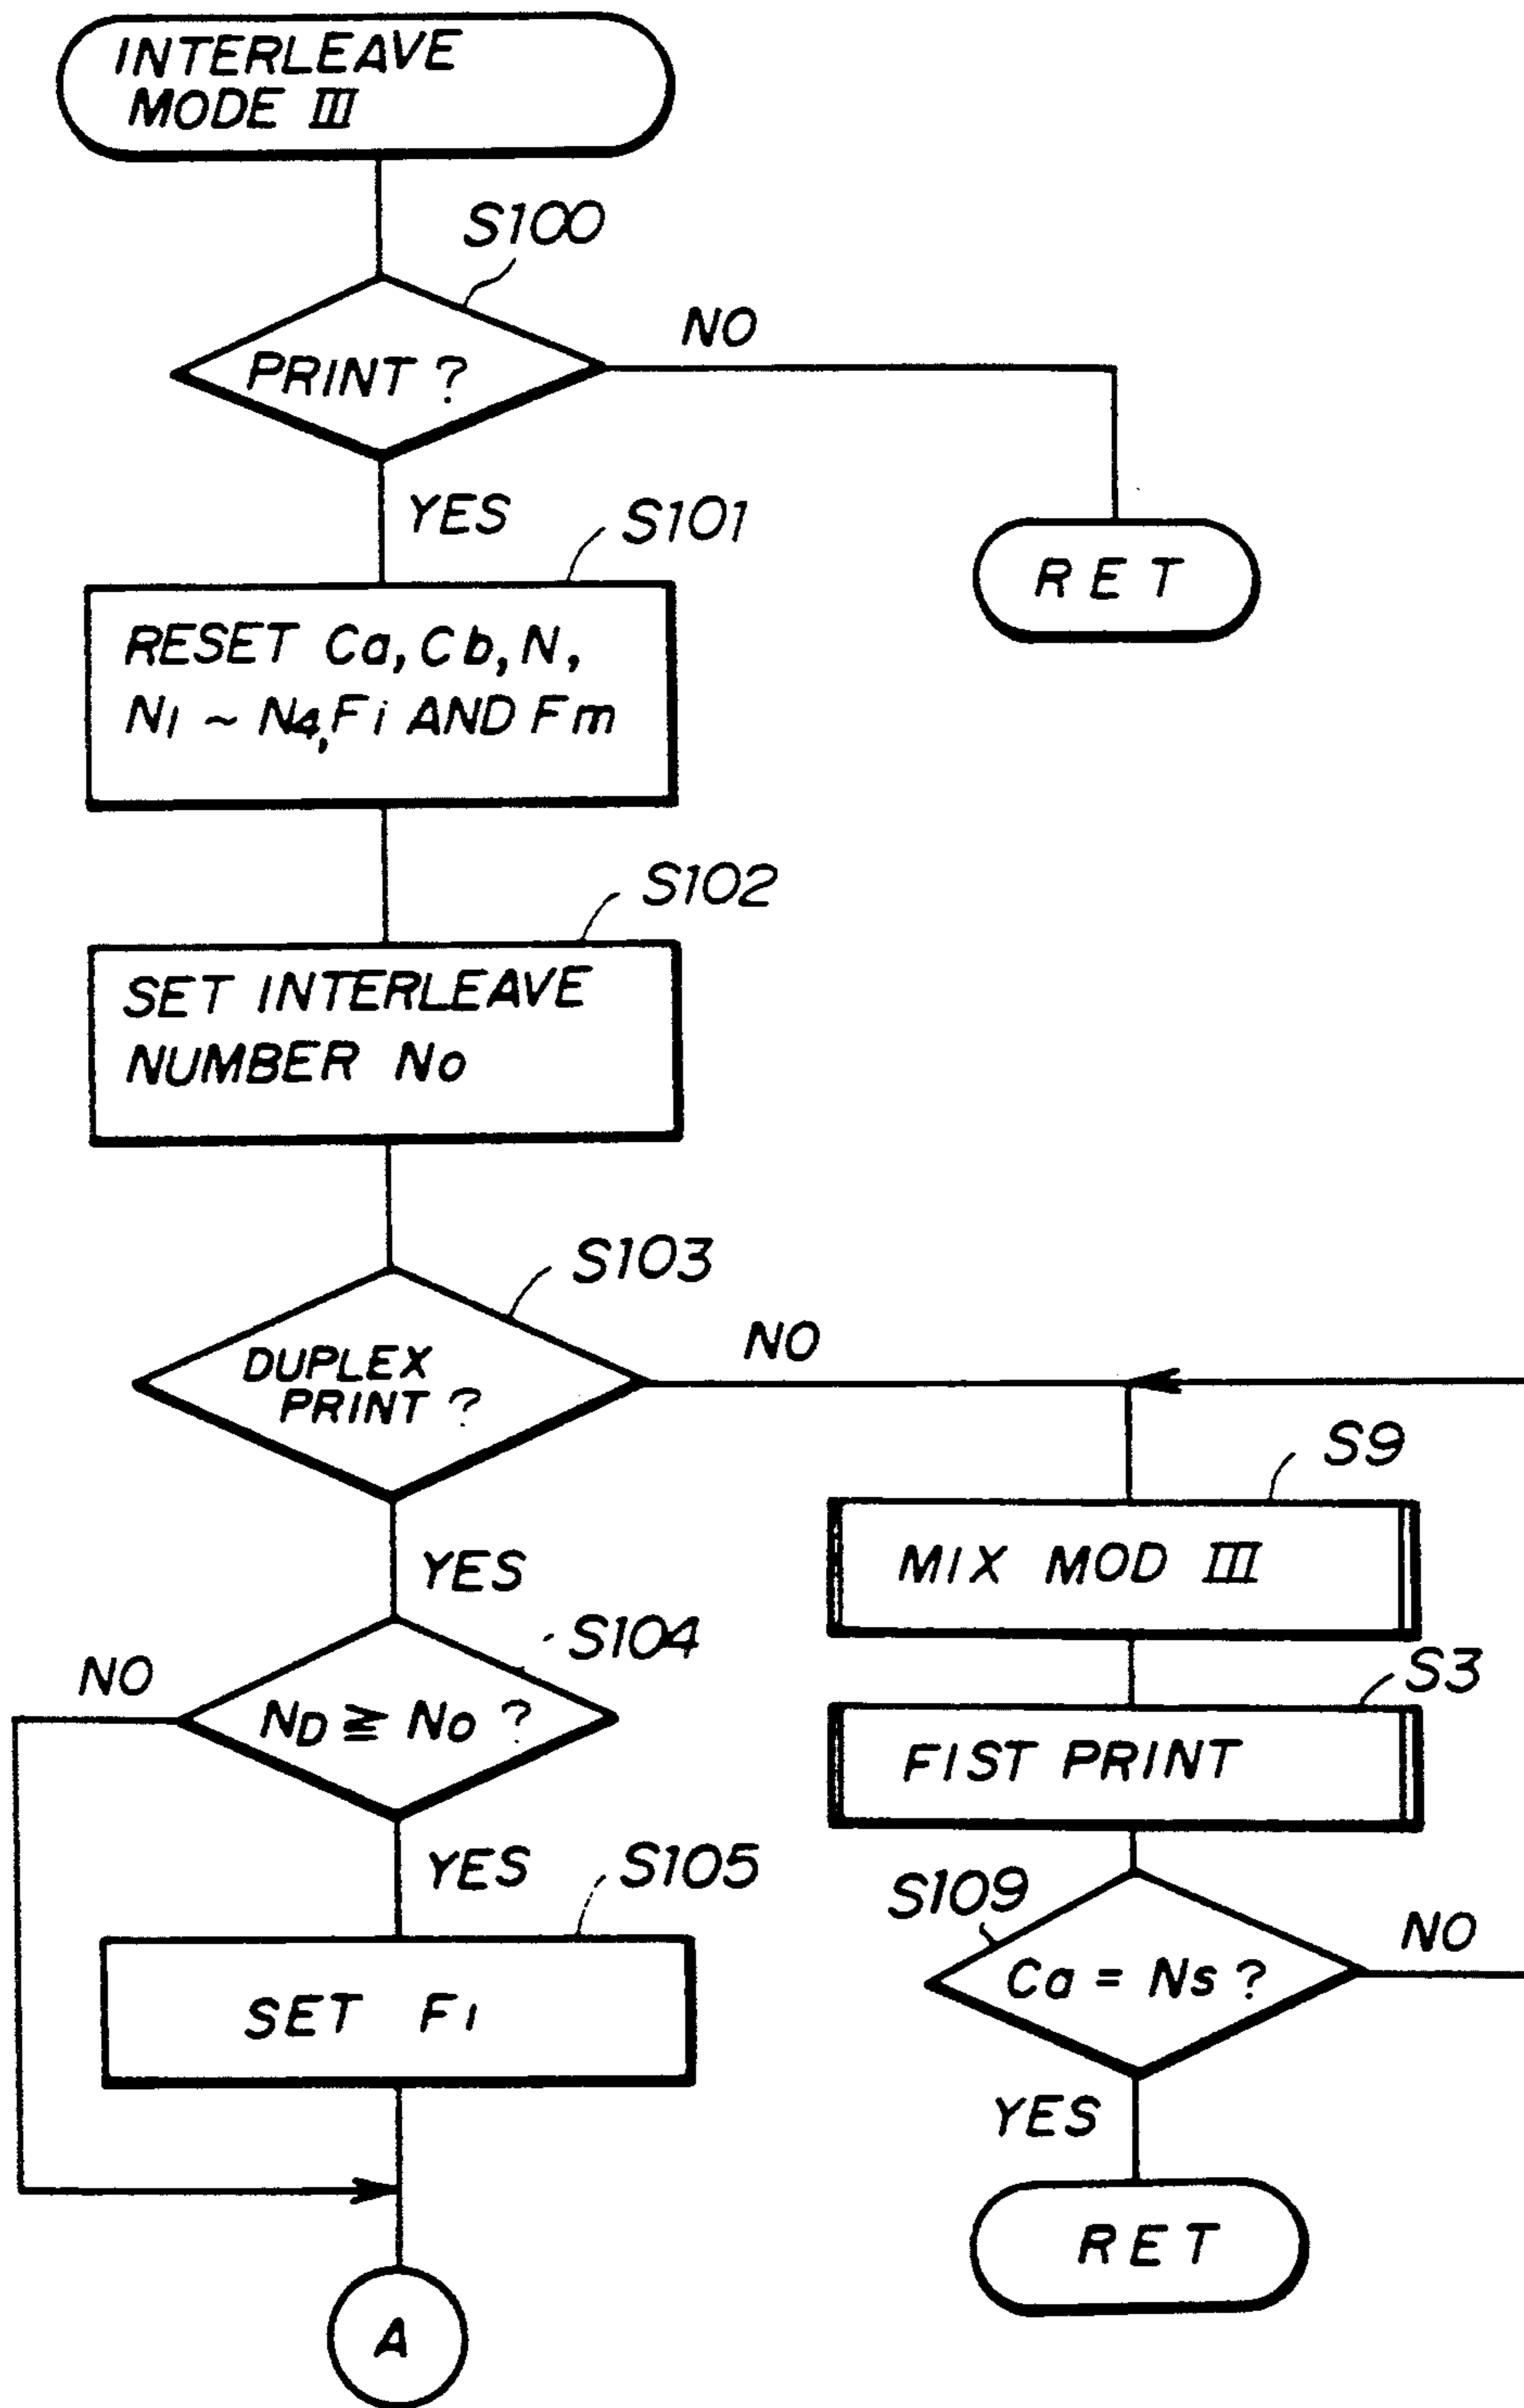 INTERLEAVE
MODE III
S100
PRINT ?
NO
YES
S101
RET
RESET Ca, Cb, N,
N1 ~ N4, Fi AND Fm
S102
SET INTERLEAVE
NUMBER No
S103
DUPLEX
PRINT ?
NO
S9
YES
MIX MOD III
S104
NO
ND ≧ No ?
S3
FIST PRINT
YES
S105
S109
NO
Ca = Ns ?
SET Fi
YES
RET
A